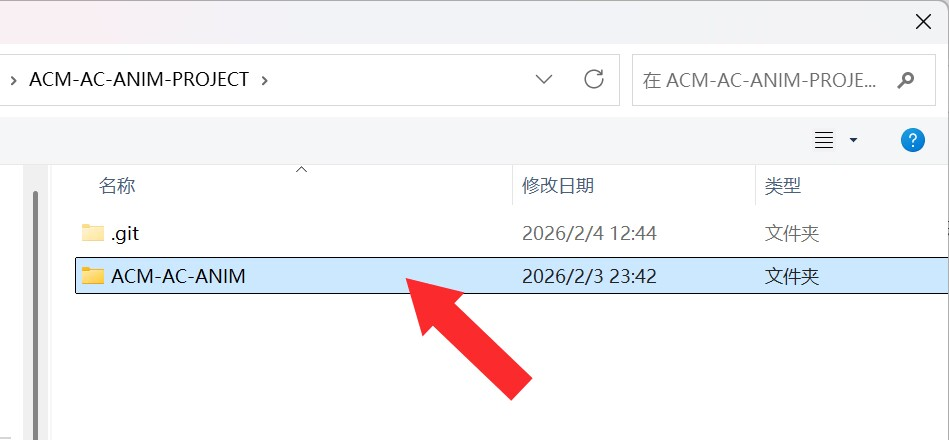 ACM-AC-ANIM-PROJECT
在 ACM-AC-ANIM-PROJE...
?
名称 修改日期 类型
.git 2026/2/4 12:44 文件夹
ACM-AC-ANIM 2026/2/3 23:42 文件夹